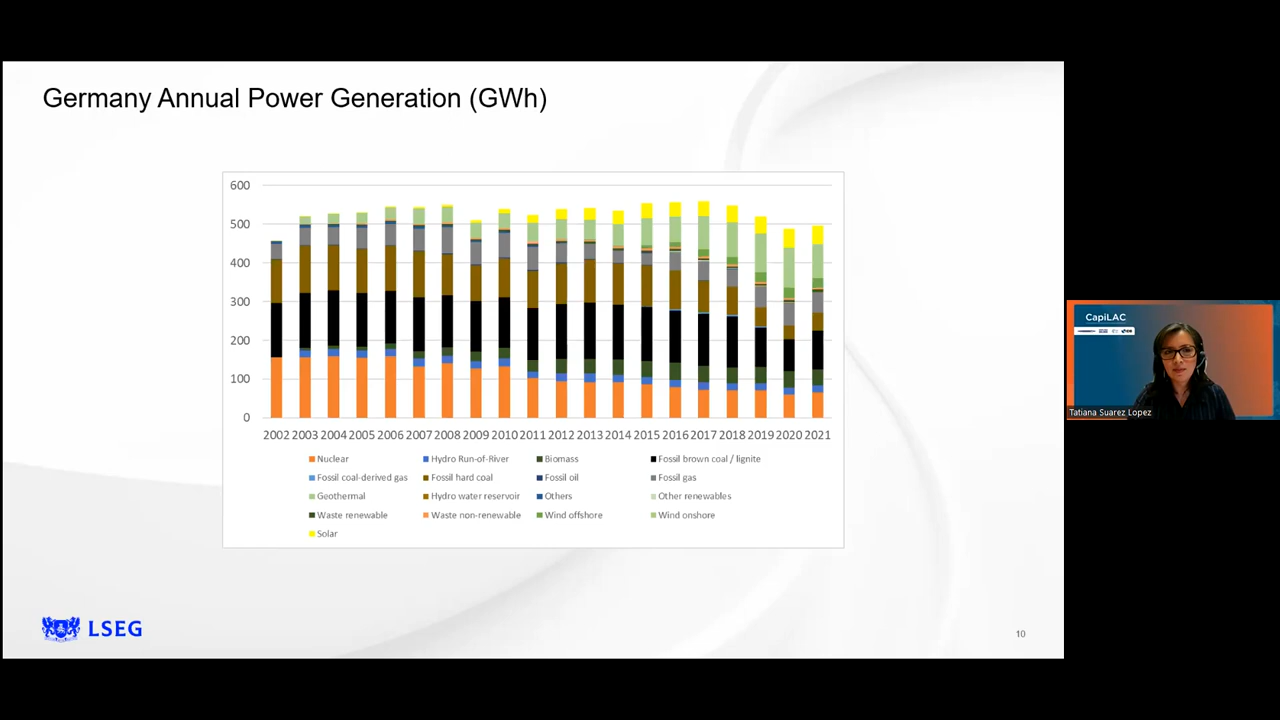 Germany Annual Power Generation (GWh)
600
500
400
300
200
100
0
2002 2003 2004 2005 2006 2007 2008 2009 2010 2011 2012 2013 2014 2015 2016 2017 2018 2019 2020 2021
Nuclear Hydro Run-of-River Biomass Fossil brown coal / lignite
Fossil coal-derived gas Fossil hard coal Fossil oil Fossil gas
Geothermal Hydro water reservoir Others Other renewables
Waste renewable Waste non-renewable Wind offshore Wind onshore
Solar
LSEG
10
CapiLAC
Tatiana Suarez Lopez